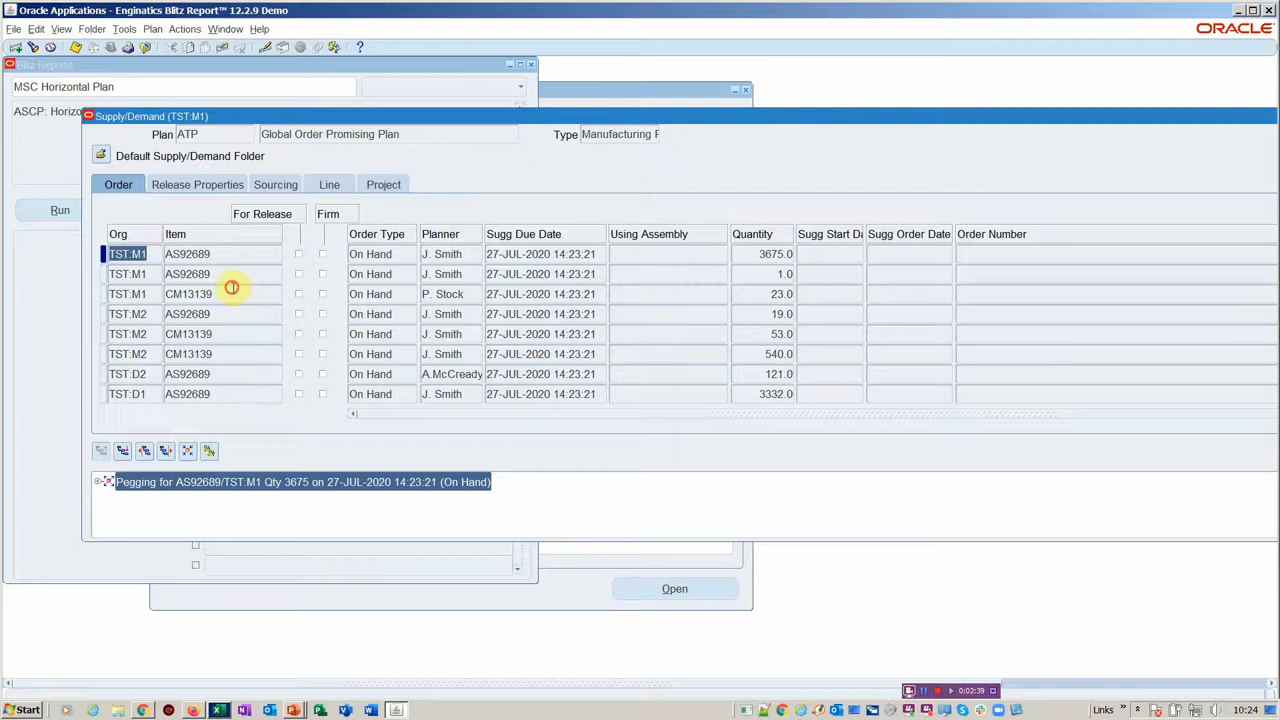 Oracle Applications - Enginatics Blitz Report™ 12.2.9 Demo
File Edit View Folder Tools Plan Actions Window Help
ORACLE
Blitz Reports
MSC Horizontal Plan
ASCP: Horizo
Supply/Demand (TST:M1)
Plan ATP Global Order Promising Plan Type Manufacturing F
Default Supply/Demand Folder
Order Release Properties Sourcing Line Project
Run
For Release Firm
Org Item Order Type Planner Sugg Due Date Using Assembly Quantity Sugg Start Da Sugg Order Date Order Number
TST:M1 AS92689 On Hand J. Smith 27-JUL-2020 14:23:21 3675.0
TST:M1 AS92689 On Hand J. Smith 27-JUL-2020 14:23:21 1.0
TST:M1 CM13139 On Hand P. Stock 27-JUL-2020 14:23:21 23.0
TST:M2 AS92689 On Hand J. Smith 27-JUL-2020 14:23:21 19.0
TST:M2 CM13139 On Hand J. Smith 27-JUL-2020 14:23:21 53.0
TST:M2 CM13139 On Hand J. Smith 27-JUL-2020 14:23:21 540.0
TST:D2 AS92689 On Hand A.McCready 27-JUL-2020 14:23:21 121.0
TST:D1 AS92689 On Hand J. Smith 27-JUL-2020 14:23:21 3332.0
Pegging for AS92689/TST:M1 Qty 3675 on 27-JUL-2020 14:23:21 (On Hand)
Open
0:02:39
Start
Links
10:24